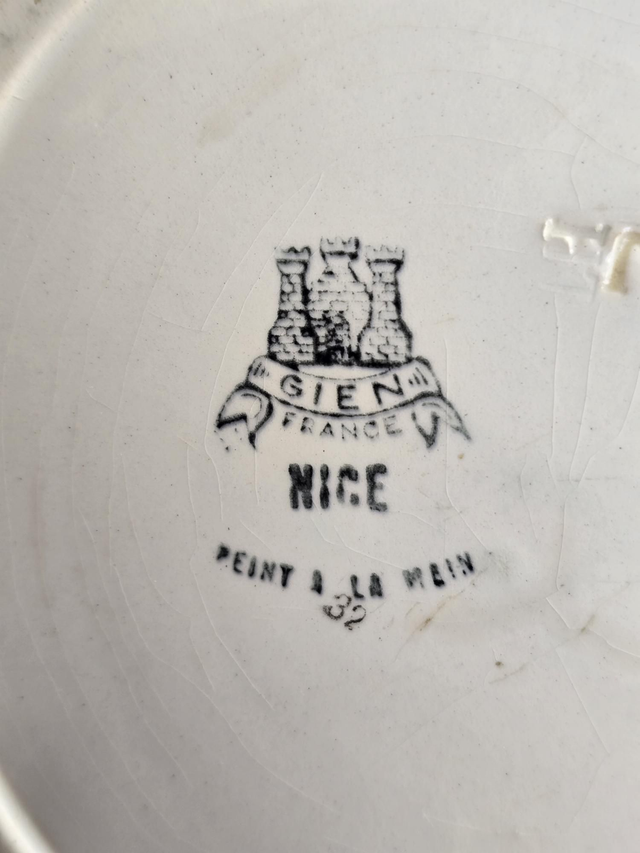 GIEN
FRANCE
NICE
PEINT A LA MAIN
32